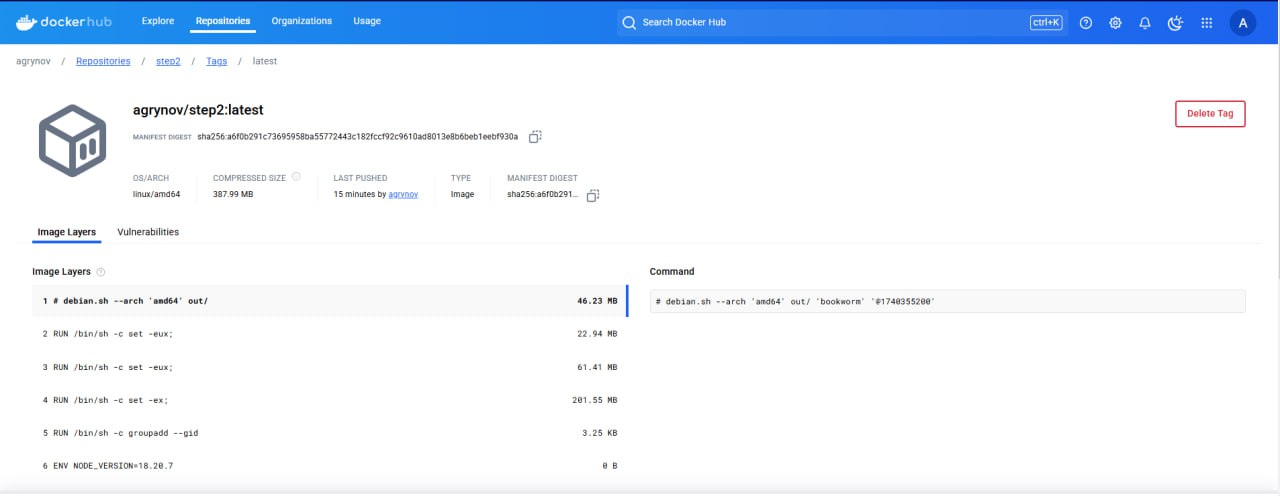 dockerhub Explore Repositories Organizations Usage Search Docker Hub ctrl+K A
agrynov / Repositories / step2 / Tags / latest
agrynov/step2:latest
Delete Tag
MANIFEST DIGEST sha256:a6f0b291c73695958ba55772443c182fccf92c9610ad8013e8b6beb1eebf930a
OS/ARCH COMPRESSED SIZE LAST PUSHED TYPE MANIFEST DIGEST
linux/amd64 387.99 MB 15 minutes by agrynov Image sha256:a6f0b291...
Image Layers Vulnerabilities
Image Layers
1 # debian.sh --arch 'amd64' out/ 46.23 MB
2 RUN /bin/sh -c set -eux; 22.94 MB
3 RUN /bin/sh -c set -eux; 61.41 MB
4 RUN /bin/sh -c set -ex; 201.55 MB
5 RUN /bin/sh -c groupadd --gid 3.25 KB
6 ENV NODE_VERSION=18.20.7 0 B
Command
# debian.sh --arch 'amd64' out/ 'bookworm' '@1740355200'